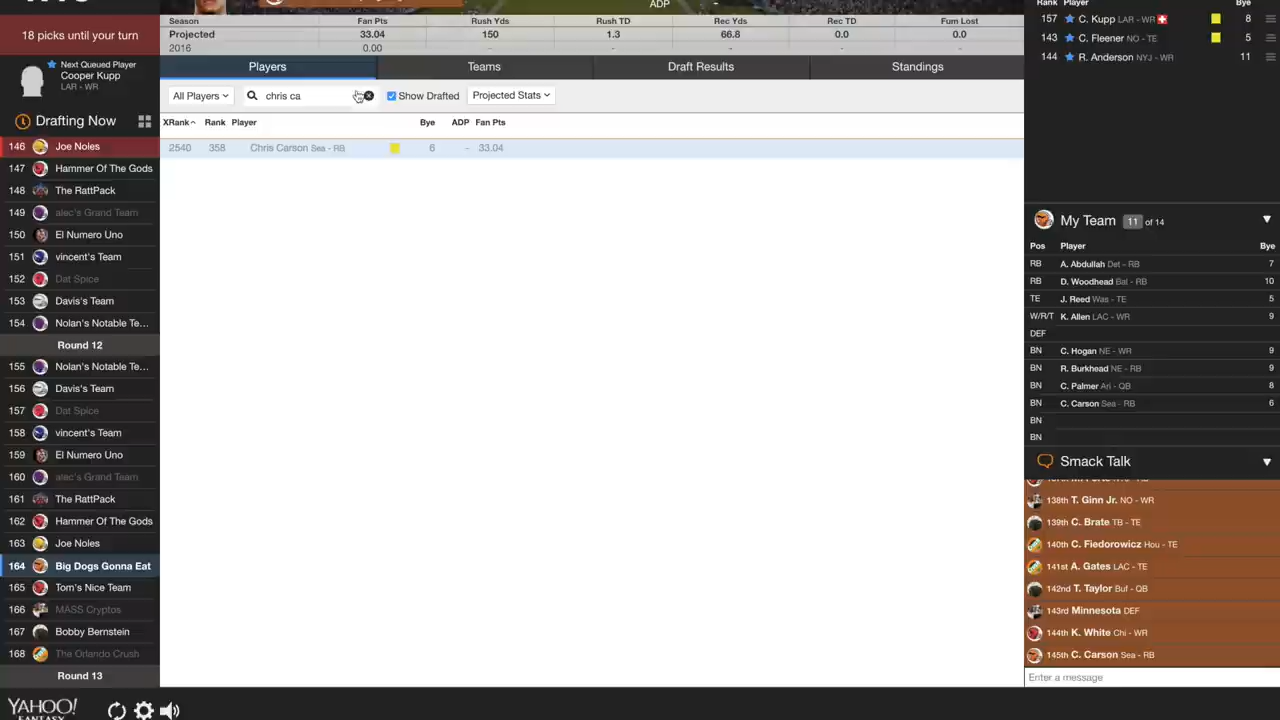 ADP -
Season Fan Pts Rush Yds Rush TD Rec Yds Rec TD Fum Lost
Projected 33.04 150 1.3 66.8 0.0 0.0
2016 0.00 - - - - -
Players Teams Draft Results Standings
All Players chris ca Show Drafted Projected Stats
XRank Rank Player Bye ADP Fan Pts
2540 358 Chris Carson Sea - RB 6 - 33.04
18 picks until your turn
Next Queued Player
Cooper Kupp
LAR - WR
Drafting Now
146 Joe Noles
147 Hammer Of The Gods
148 The RattPack
149 alec's Grand Team
150 El Numero Uno
151 vincent's Team
152 Dat Spice
153 Davis's Team
154 Nolan's Notable Te...
Round 12
155 Nolan's Notable Te...
156 Davis's Team
157 Dat Spice
158 vincent's Team
159 El Numero Uno
160 alec's Grand Team
161 The RattPack
162 Hammer Of The Gods
163 Joe Noles
164 Big Dogs Gonna Eat
165 Tom's Nice Team
166 MASS Cryptos
167 Bobby Bernstein
168 The Orlando Crush
Round 13
YAHOO!
FANTASY
Rank Player Bye
157 C. Kupp LAR - WR 8
143 C. Fleener NO - TE 5
144 R. Anderson NYJ - WR 11
My Team 11 of 14
Pos Player Bye
RB A. Abdullah Det - RB 7
RB D. Woodhead Bal - RB 10
TE J. Reed Was - TE 5
W/R/T K. Allen LAC - WR 9
DEF
BN C. Hogan NE - WR 9
BN R. Burkhead NE - RB 9
BN C. Palmer Ari - QB 8
BN C. Carson Sea - RB 6
BN
BN
Smack Talk
138th T. Ginn Jr. NO - WR
139th C. Brate TB - TE
140th C. Fiedorowicz Hou - TE
141st A. Gates LAC - TE
142nd T. Taylor Buf - QB
143rd Minnesota DEF
144th K. White Chi - WR
145th C. Carson Sea - RB
Enter a message